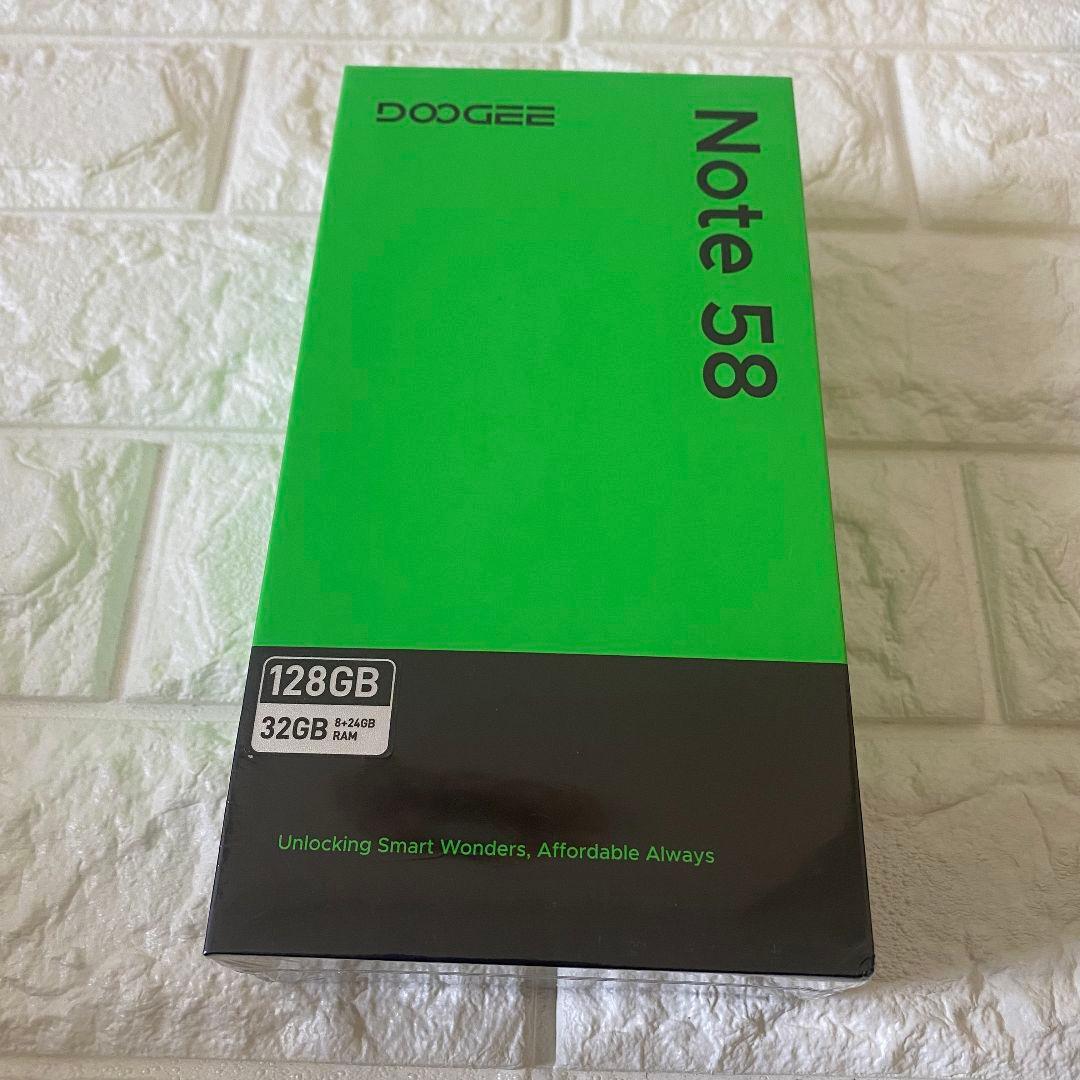 DOOGEE
Note 58
128GB
32GB 8+24GB RAM
Unlocking Smart Wonders, Affordable Always